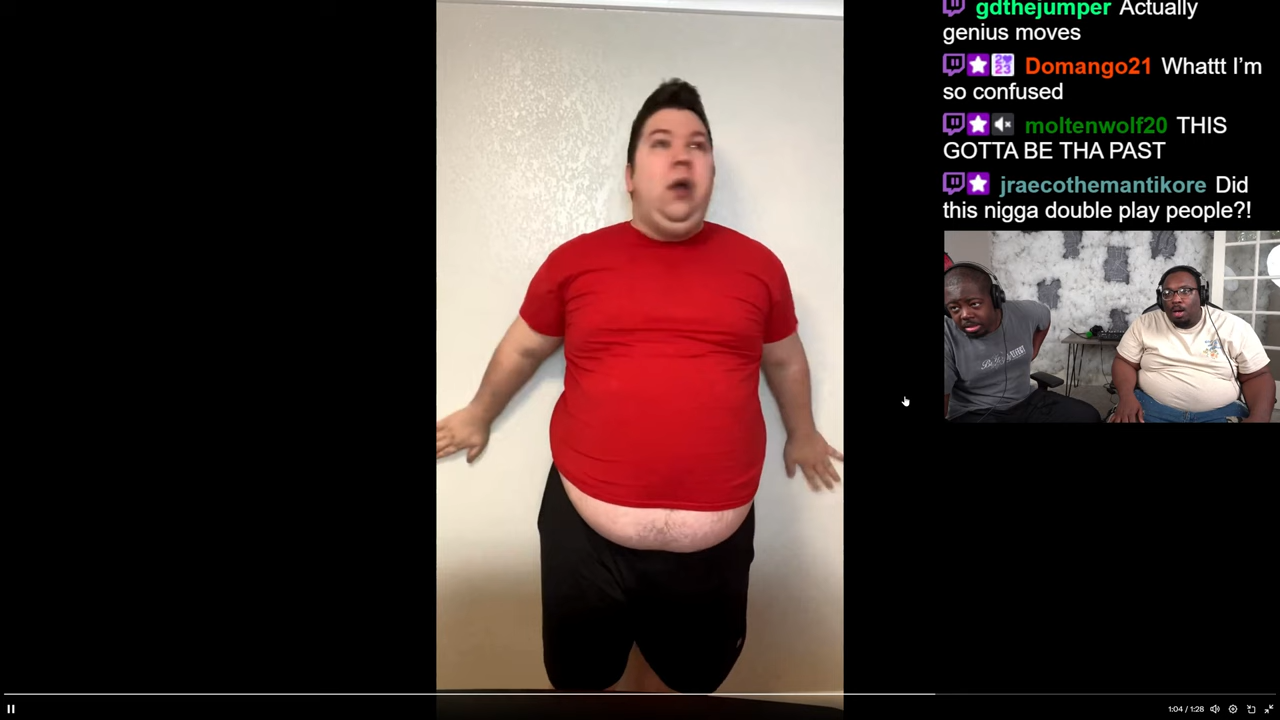 gdthejumper Actually
genius moves
Domango21 Whattt I'm
so confused
moltenwolf20 THIS
GOTTA BE THA PAST
jraecothemantikore Did
this nigga double play people?!
1:04 / 1:28